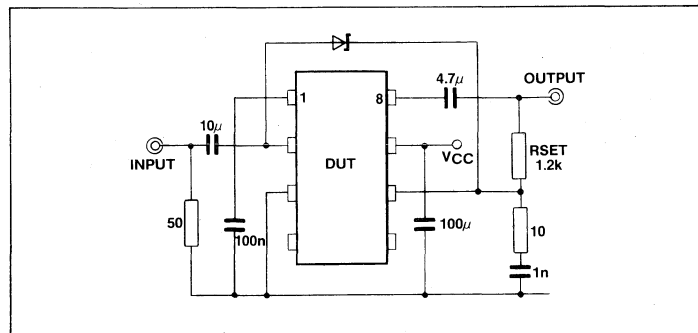 4.7µ
OUTPUT
1
8
10µ
RSET
1.2k
INPUT
DUT
VCC
50
100n
100µ
10
1n